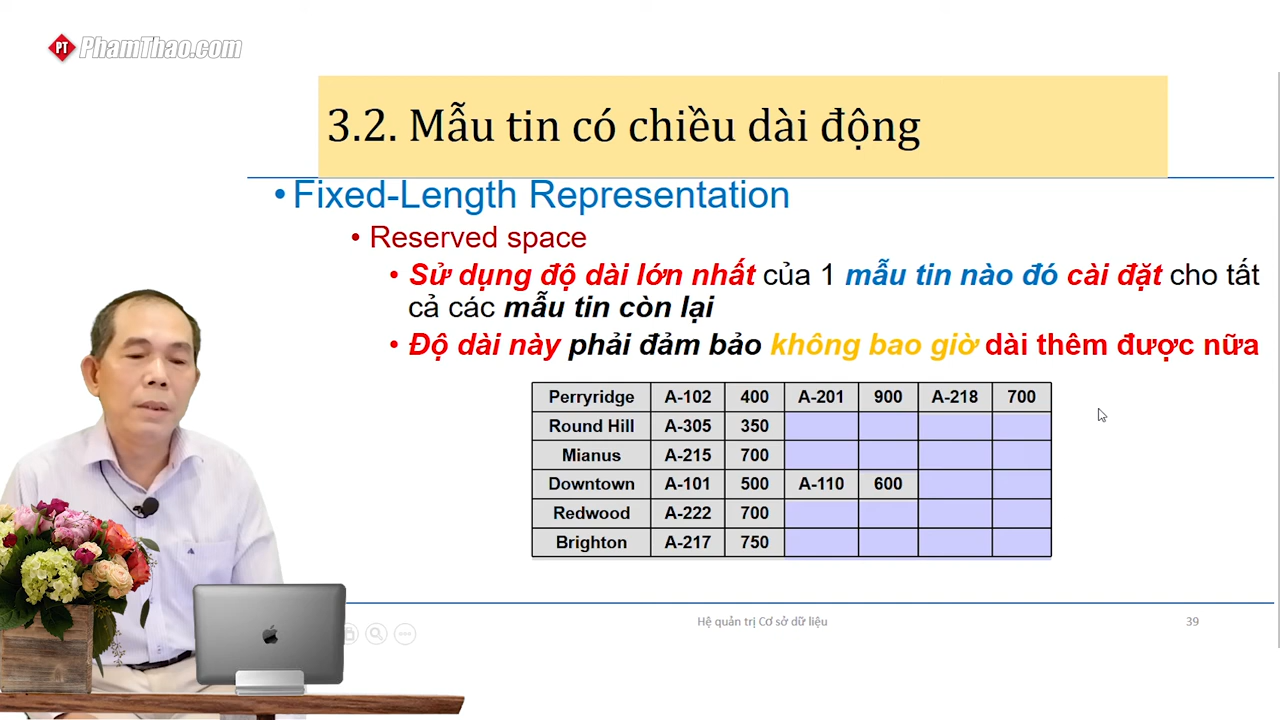 PT PhamThao.com
3.2. Mẫu tin có chiều dài động
• Fixed-Length Representation
• Reserved space
• Sử dụng độ dài lớn nhất của 1 mẫu tin nào đó cài đặt cho tất
cả các mẫu tin còn lại
• Độ dài này phải đảm bảo không bao giờ dài thêm được nữa
Perryridge A-102 400 A-201 900 A-218 700
Round Hill A-305 350
Mianus A-215 700
Downtown A-101 500 A-110 600
Redwood A-222 700
Brighton A-217 750
Hệ quản trị Cơ sở dữ liệu 39